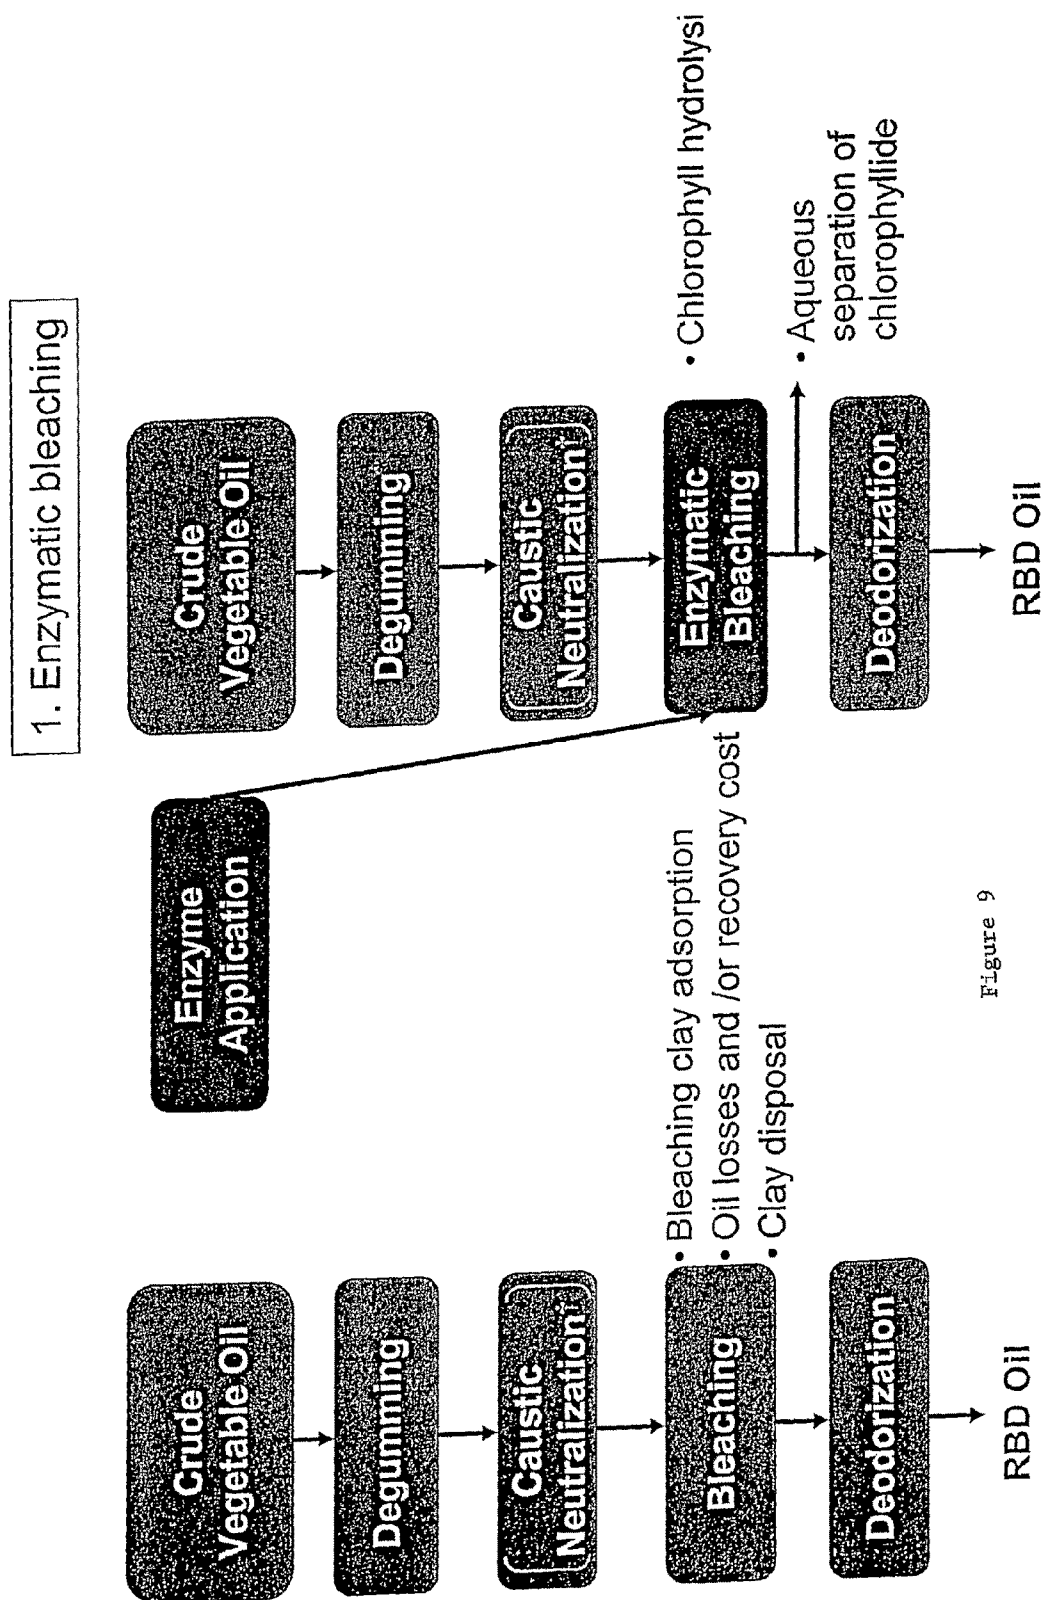 1. Enzymatic bleaching
Crude
Vegetable Oil
Degumming
Caustic
Neutralization
Bleaching
• Bleaching clay adsorption
• Oil losses and /or recovery cost
• Clay disposal
Deodorization
RBD Oil
Enzyme
Application
Crude
Vegetable Oil
Degumming
Caustic
Neutralization
Enzymatic
Bleaching
• Chlorophyll hydrolysi
• Aqueous
separation of
chlorophyllide
Deodorization
RBD Oil
Figure 9